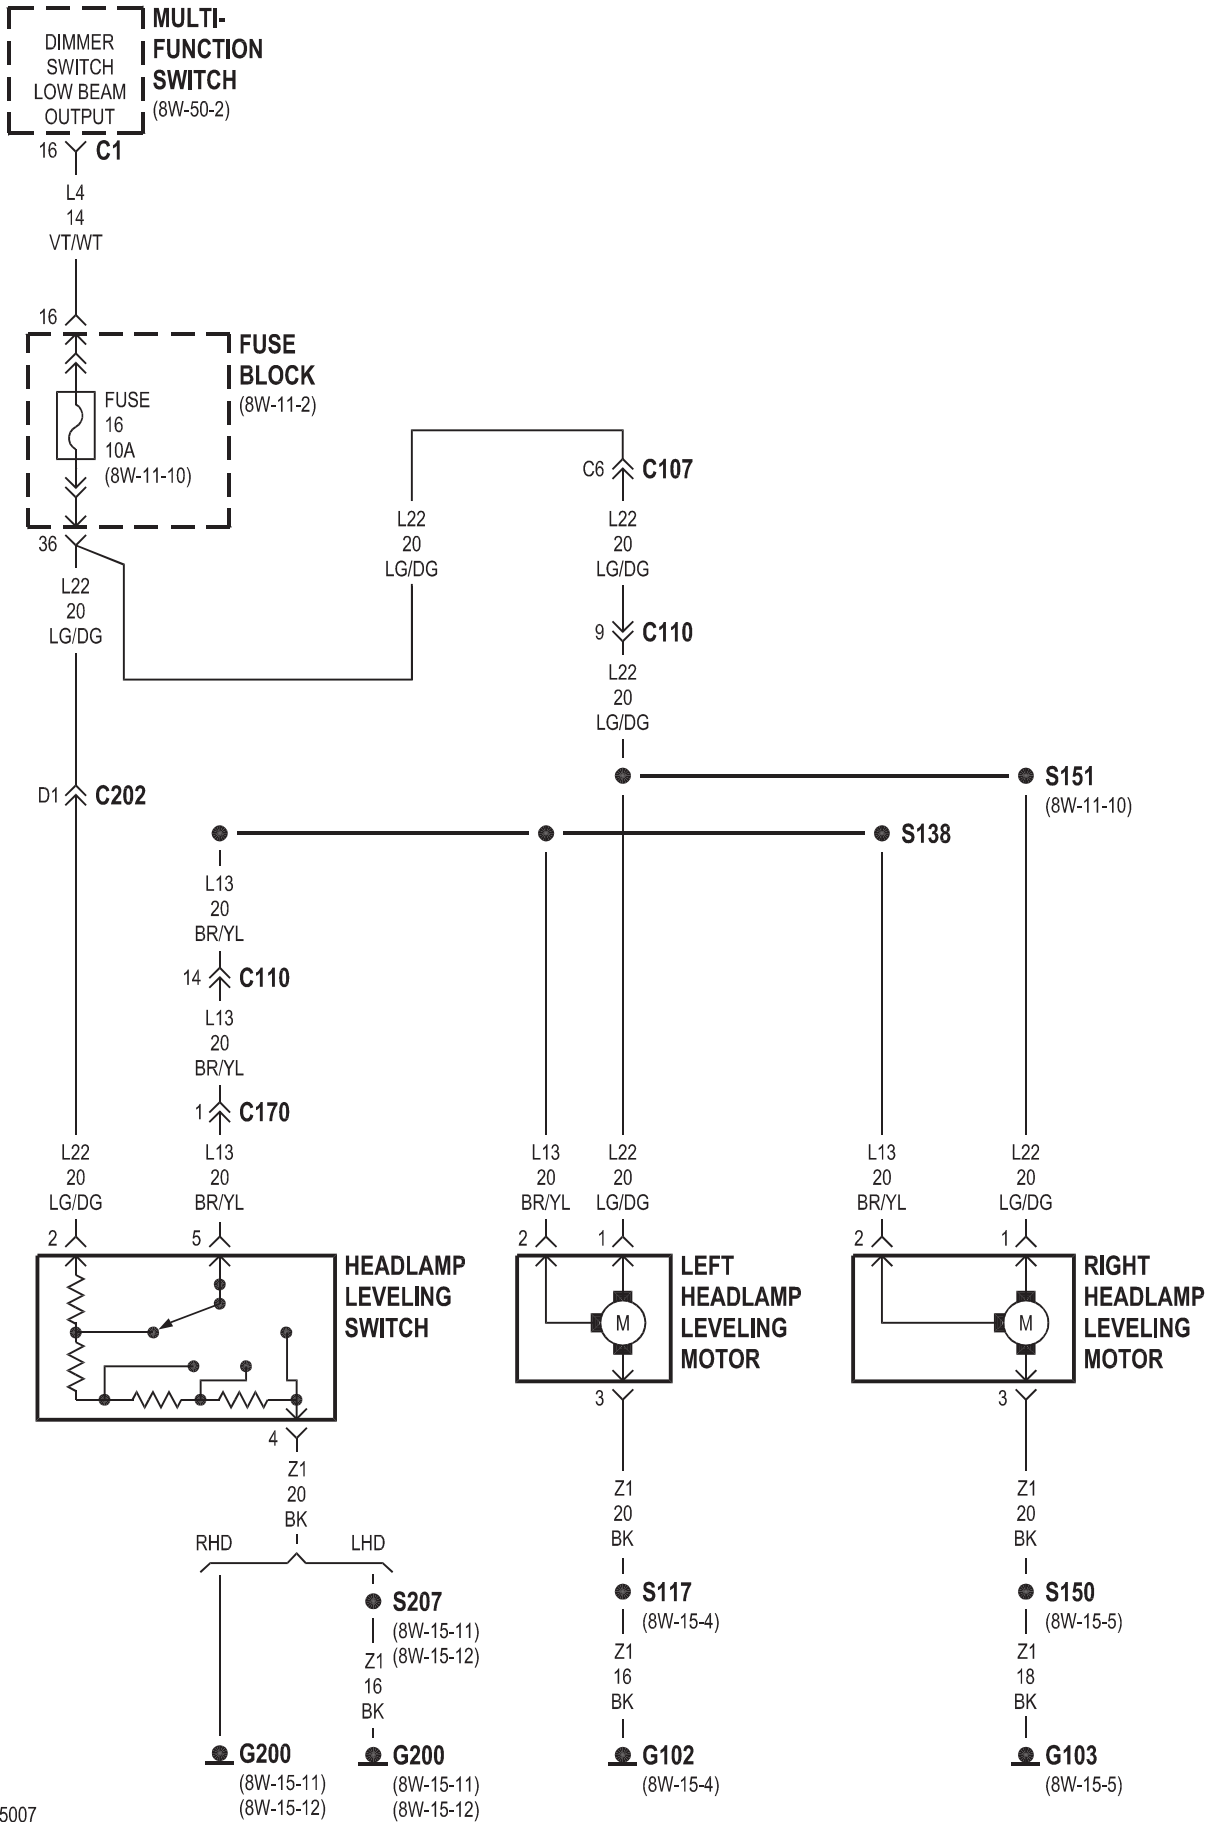 MULTI-
FUNCTION
SWITCH
(8W-50-2)
DIMMER
SWITCH
LOW BEAM
OUTPUT
16
C1
L4
14
VT/WT
16
FUSE
BLOCK
(8W-11-2)
FUSE
16
10A
(8W-11-10)
36
L22
20
LG/DG
L22
20
LG/DG
C6
C107
L22
20
LG/DG
9
C110
L22
20
LG/DG
S151
(8W-11-10)
D1
C202
S138
L13
20
BR/YL
14
C110
L13
20
BR/YL
1
C170
L22
20
LG/DG
L13
20
BR/YL
L13
20
BR/YL
L22
20
LG/DG
L13
20
BR/YL
L22
20
LG/DG
2
5
2
1
2
1
HEADLAMP
LEVELING
SWITCH
LEFT
HEADLAMP
LEVELING
MOTOR
RIGHT
HEADLAMP
LEVELING
MOTOR
M
M
4
3
3
Z1
20
BK
RHD
LHD
Z1
20
BK
Z1
20
BK
S207
(8W-15-11)
(8W-15-12)
S117
(8W-15-4)
S150
(8W-15-5)
Z1
16
BK
Z1
16
BK
Z1
18
BK
G200
(8W-15-11)
(8W-15-12)
G200
(8W-15-11)
(8W-15-12)
G102
(8W-15-4)
G103
(8W-15-5)
5007